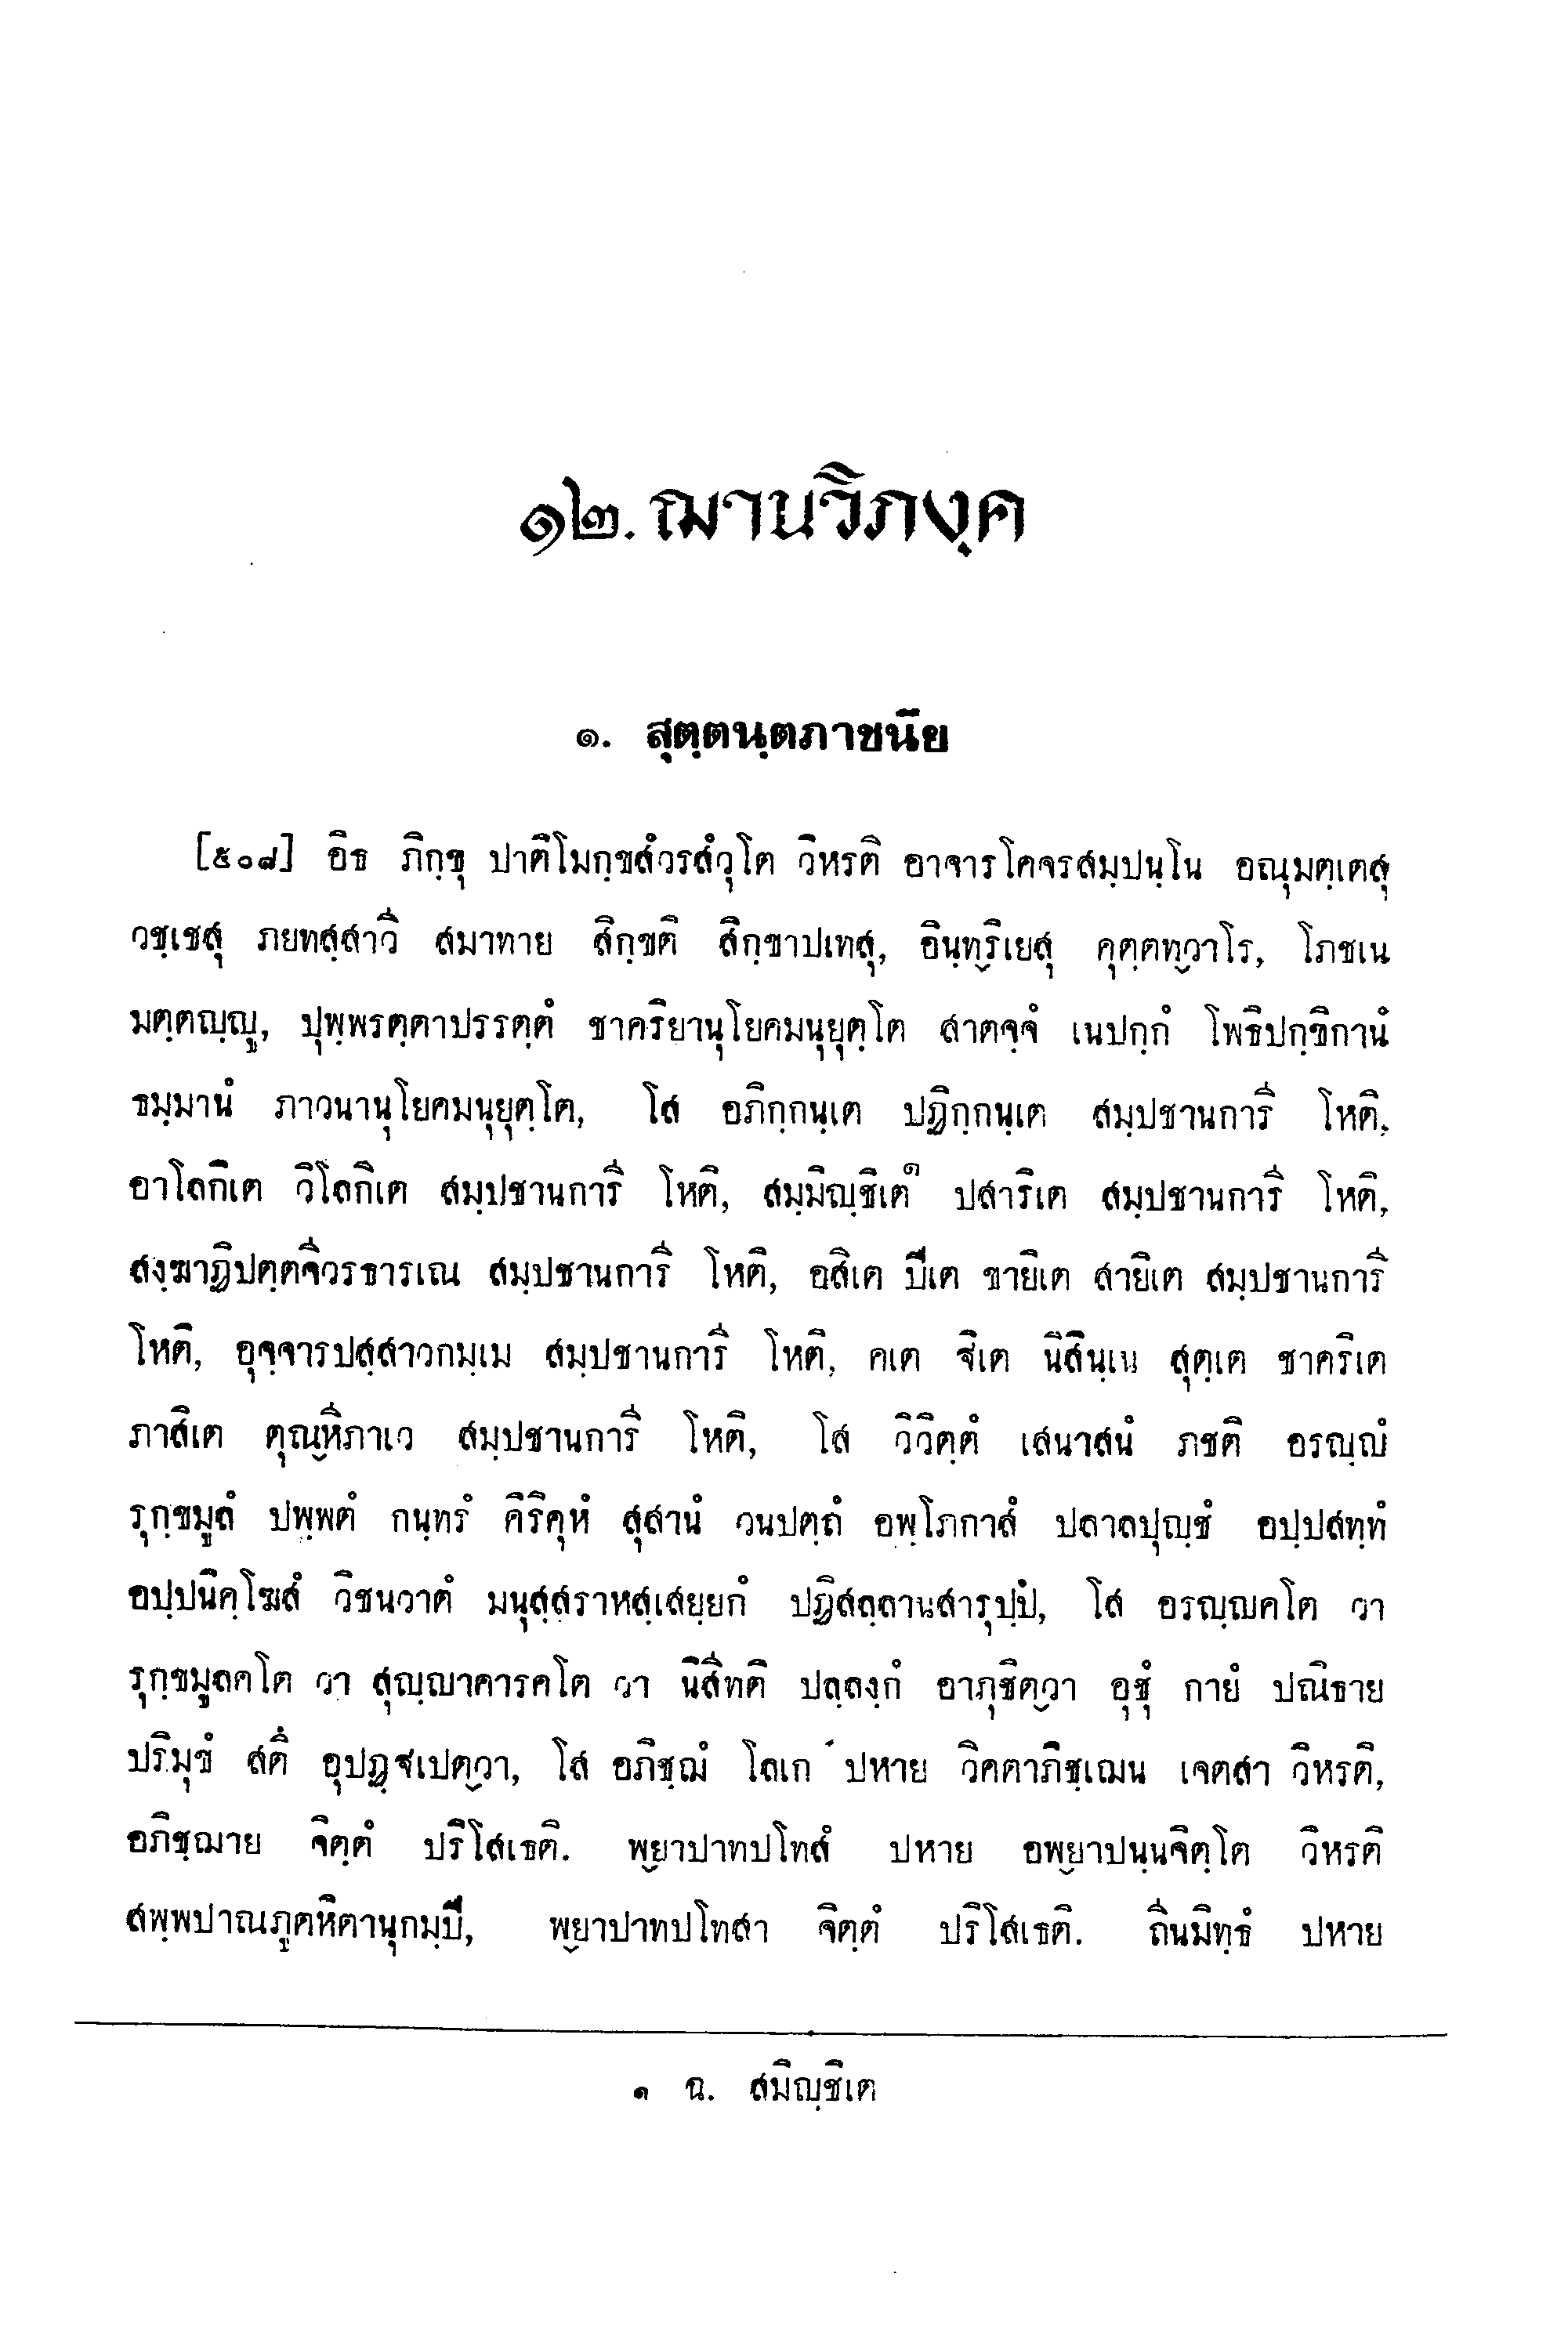 ๑๒. ฌานวิภงฺค
๑. สุตฺตนฺตภาชนีย
[๕๐๘] อิธ ภิกฺขุ ปาติโมกฺขสํวรสํวุโต วิหรติ อาจารโคจรสมฺปนฺโน อณุมตฺเตสุ
วชฺเชสุ ภยทสฺสาวี สมาทาย สิกฺขติ สิกฺขาปเทสุ, อินฺทฺริเยสุ คุตฺตทฺวาโร, โภชเน
มตฺตญฺญู, ปุพฺพรตฺตาปรรตฺตํ ชาคริยานุโยคมนุยุตฺโต สาตจฺจํ เนปกฺกํ โพธิปกฺขิกานํ
ธมฺมานํ ภาวนานุโยคมนุยุตฺโต, โส อภิกฺกนฺเต ปฏิกฺกนฺเต สมฺปชานการี โหติ,
อาโลกิเต วิโลกิเต สมฺปชานการี โหติ, สมฺมิญฺชิเต๑ ปสาริเต สมฺปชานการี โหติ,
สงฺฆาฏิปตฺตจีวรธารเณ สมฺปชานการี โหติ, อสิเต ปีเต ขายิเต สายิเต สมฺปชานการี
โหติ, อุจฺจารปสฺสาวกมฺเม สมฺปชานการี โหติ, คเต ฐิเต นิสินฺเน สุตฺเต ชาคริเต
ภาสิเต ตุณฺหีภาเว สมฺปชานการี โหติ, โส วิวิตฺตํ เสนาสนํ ภชติ อรญฺญํ
รุกฺขมูลํ ปพฺพตํ กนฺทรํ คิริคุหํ สุสานํ วนปตฺถํ อพฺโภกาสํ ปลาลปุญฺชํ อปฺปสทฺทํ
อปฺปนิคฺโฆสํ วิชนวาตํ มนุสฺสราหสฺเสยฺยกํ ปฏิสลฺลานสารุปฺปํ, โส อรญฺญคโต วา
รุกฺขมูลคโต วา สุญฺญาคารคโต วา นิสีทติ ปลฺลงฺกํ อาภุชิตฺวา อุชุํ กายํ ปณิธาย
ปริมุขํ สตึ อุปฏฺฐเปตฺวา, โส อภิชฺฌํ โลเก ปหาย วิคตาภิชฺเฌน เจตสา วิหรติ,
อภิชฺฌาย จิตฺตํ ปริโสเธติ. พฺยาปาทปโทสํ ปหาย อพฺยาปนฺนจิตฺโต วิหรติ
สพฺพปาณภูตหิตานุกมฺปี, พฺยาปาทปโทสา จิตฺตํ ปริโสเธติ. ถีนมิทฺธํ ปหาย
๑ ฉ. สมิญฺชิเต